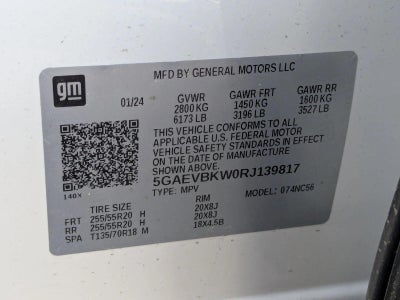 MFD BY GENERAL MOTORS LLC
gm
01/24 GVWR GAWR FRT GAWR RR
2800 KG 1450 KG 1600 KG
6173 LB 3196 LB 3527 LB
THIS VEHICLE CONFORMS TO ALL
APPLICABLE U.S. FEDERAL MOTOR
VEHICLE SAFETY STANDARDS IN EFFECT ON
THE DATE OF MANUFACTURE SHOWN ABOVE.
5GAEVBKW0RJ139817
TYPE: MPV MODEL: 074NC56
140X
TIRE SIZE RIM
FRT 255/55R20 H 20X8J
RR 255/55R20 H 20X8J
SPA T135/70R18 M 18X4.5B